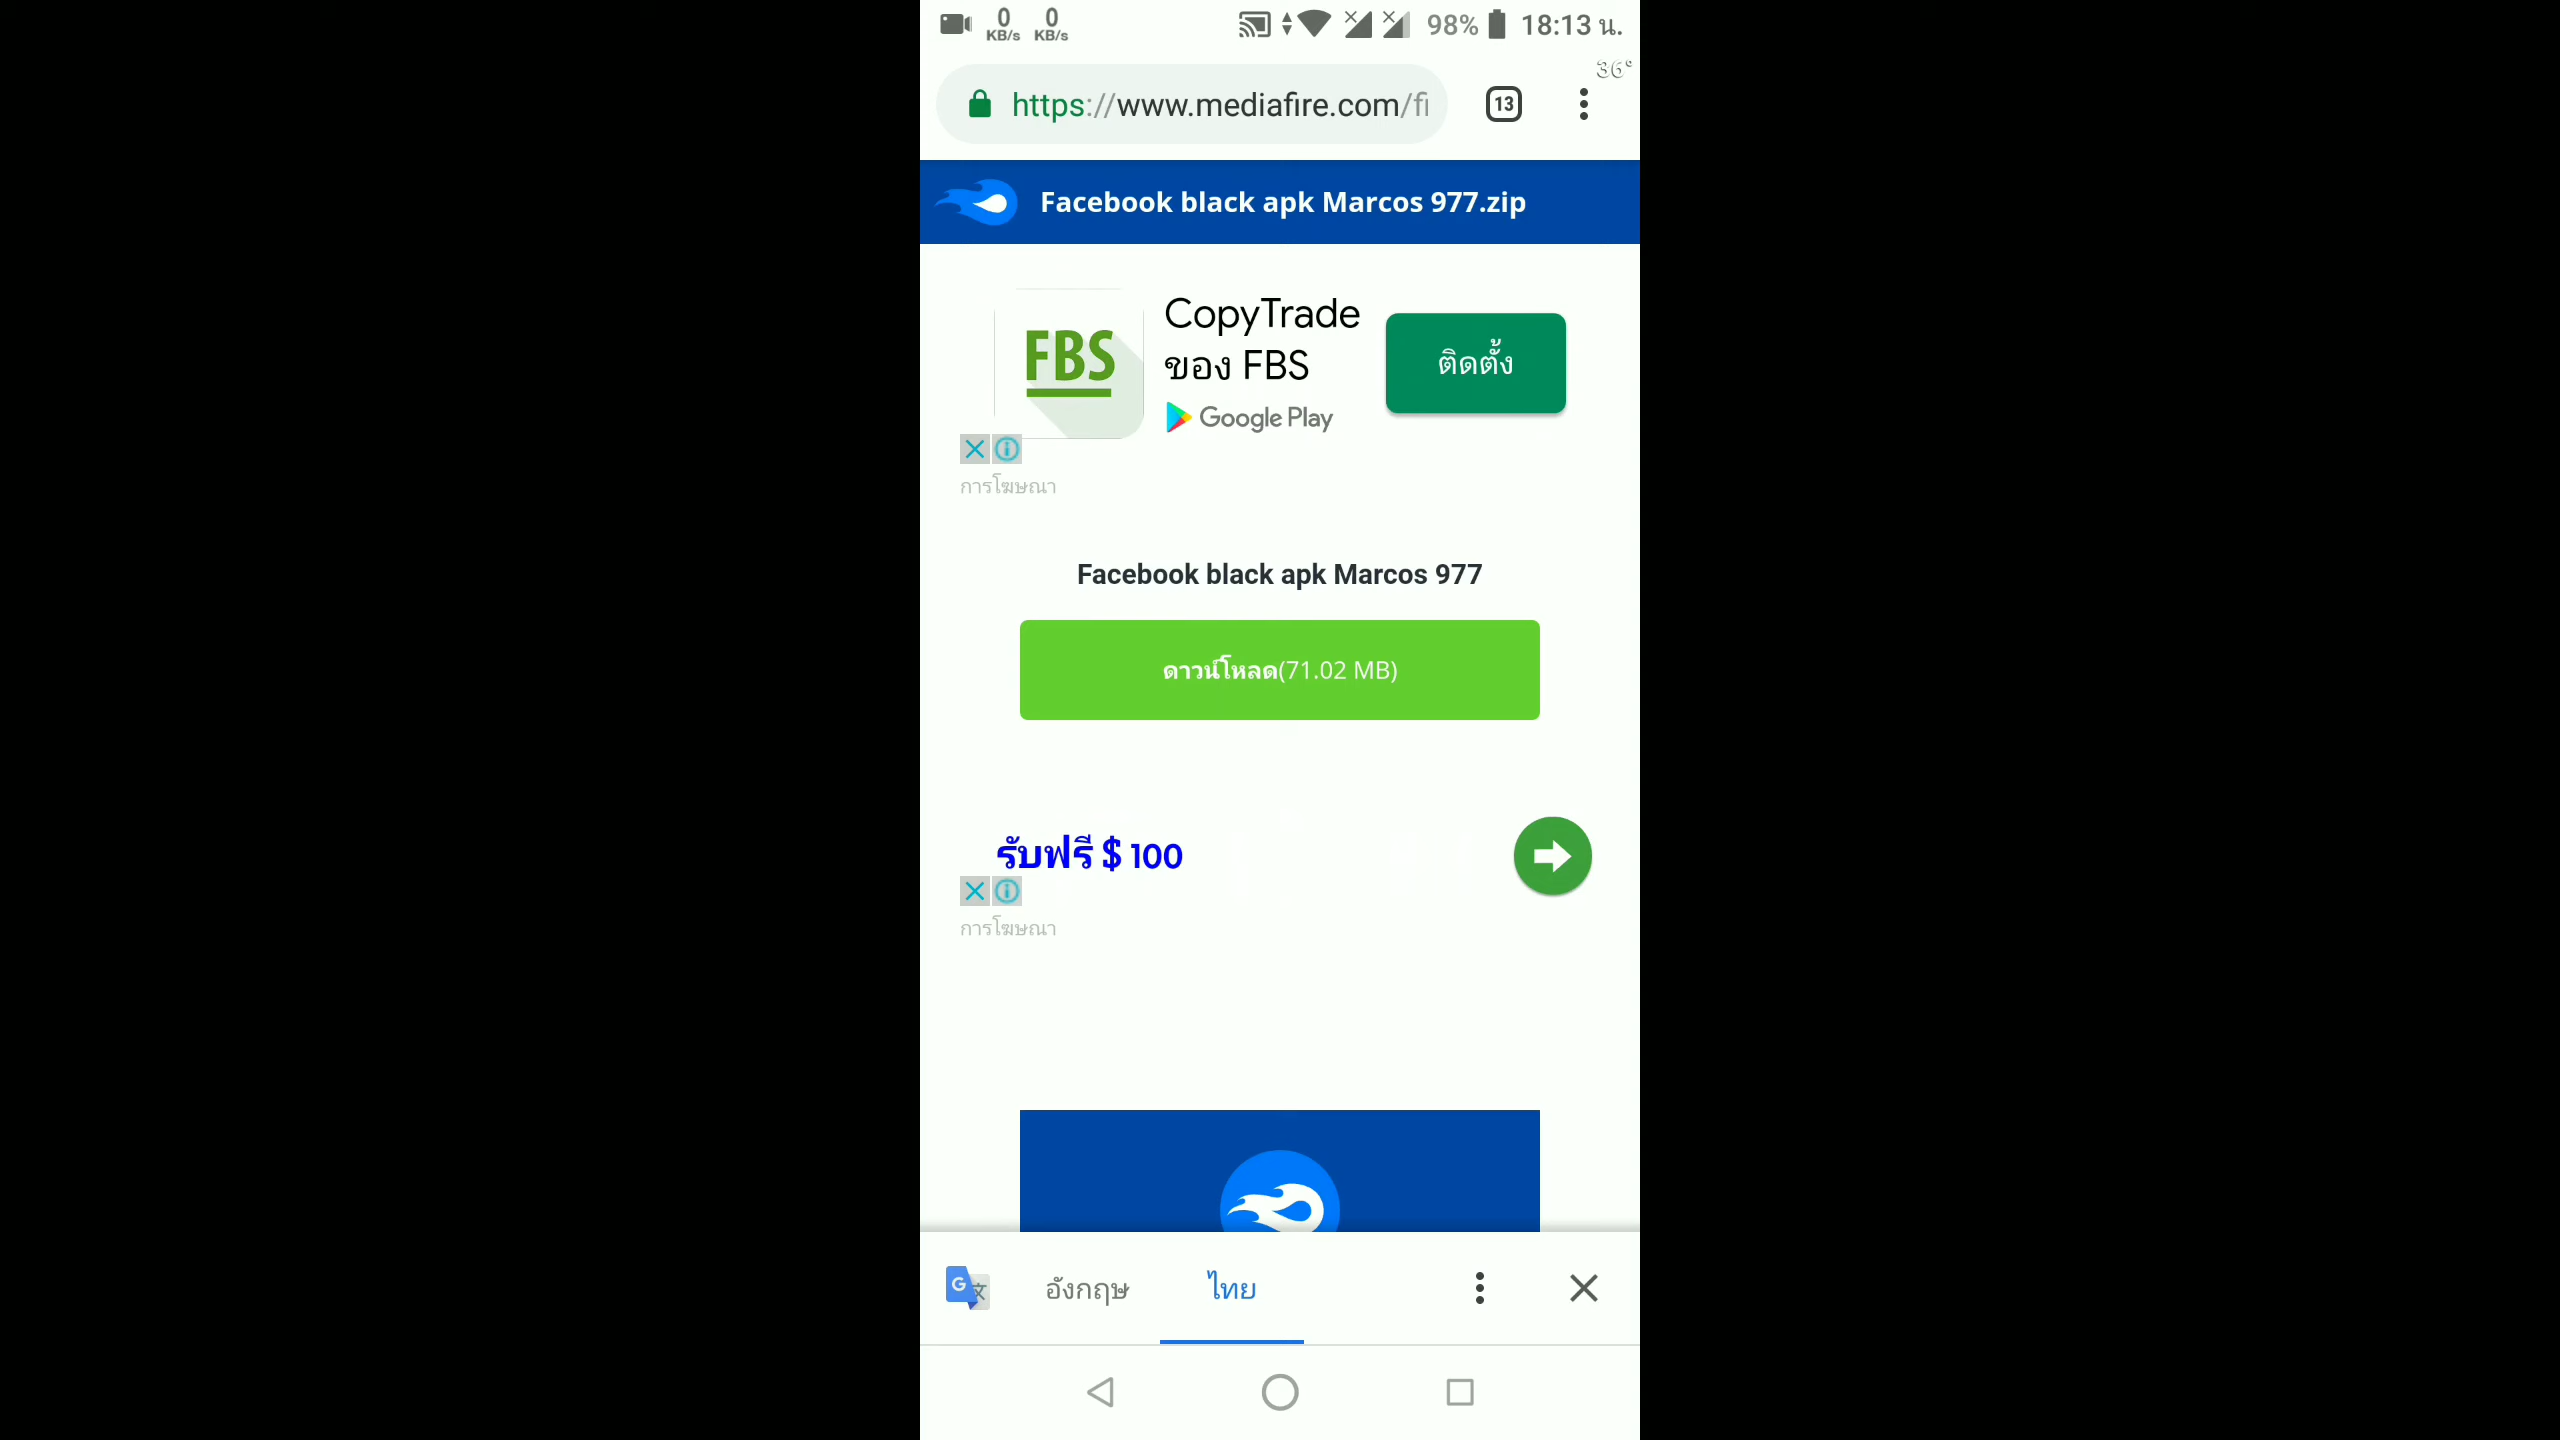 0 KB/s 0 KB/s 98% 18:13 น.
36°
https://www.mediafire.com/fi
13
Facebook black apk Marcos 977.zip
FBS
CopyTrade
ของ FBS
Google Play
ติดตั้ง
การโฆษณา
Facebook black apk Marcos 977
ดาวน์โหลด(71.02 MB)
รับฟรี $ 100
การโฆษณา
G อังกฤษ ไทย